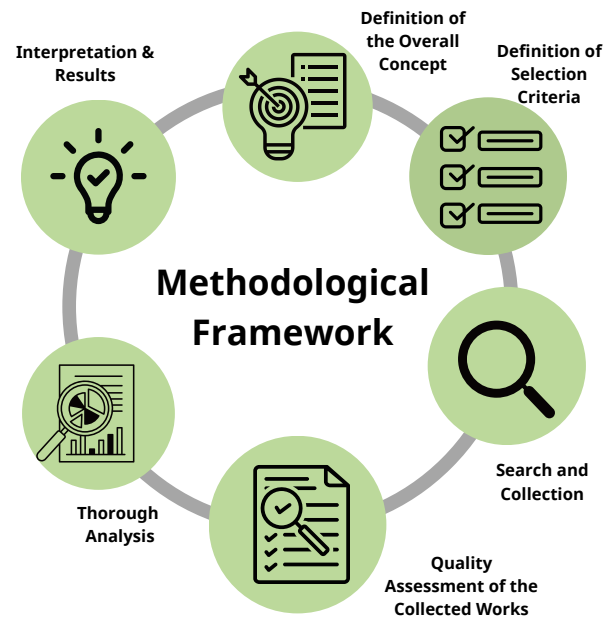 Definition of
the Overall
Concept
Definition of
Selection
Criteria
Interpretation &
Results
Methodological
Framework
Search and
Collection
Thorough
Analysis
Quality
Assessment of the
Collected Works